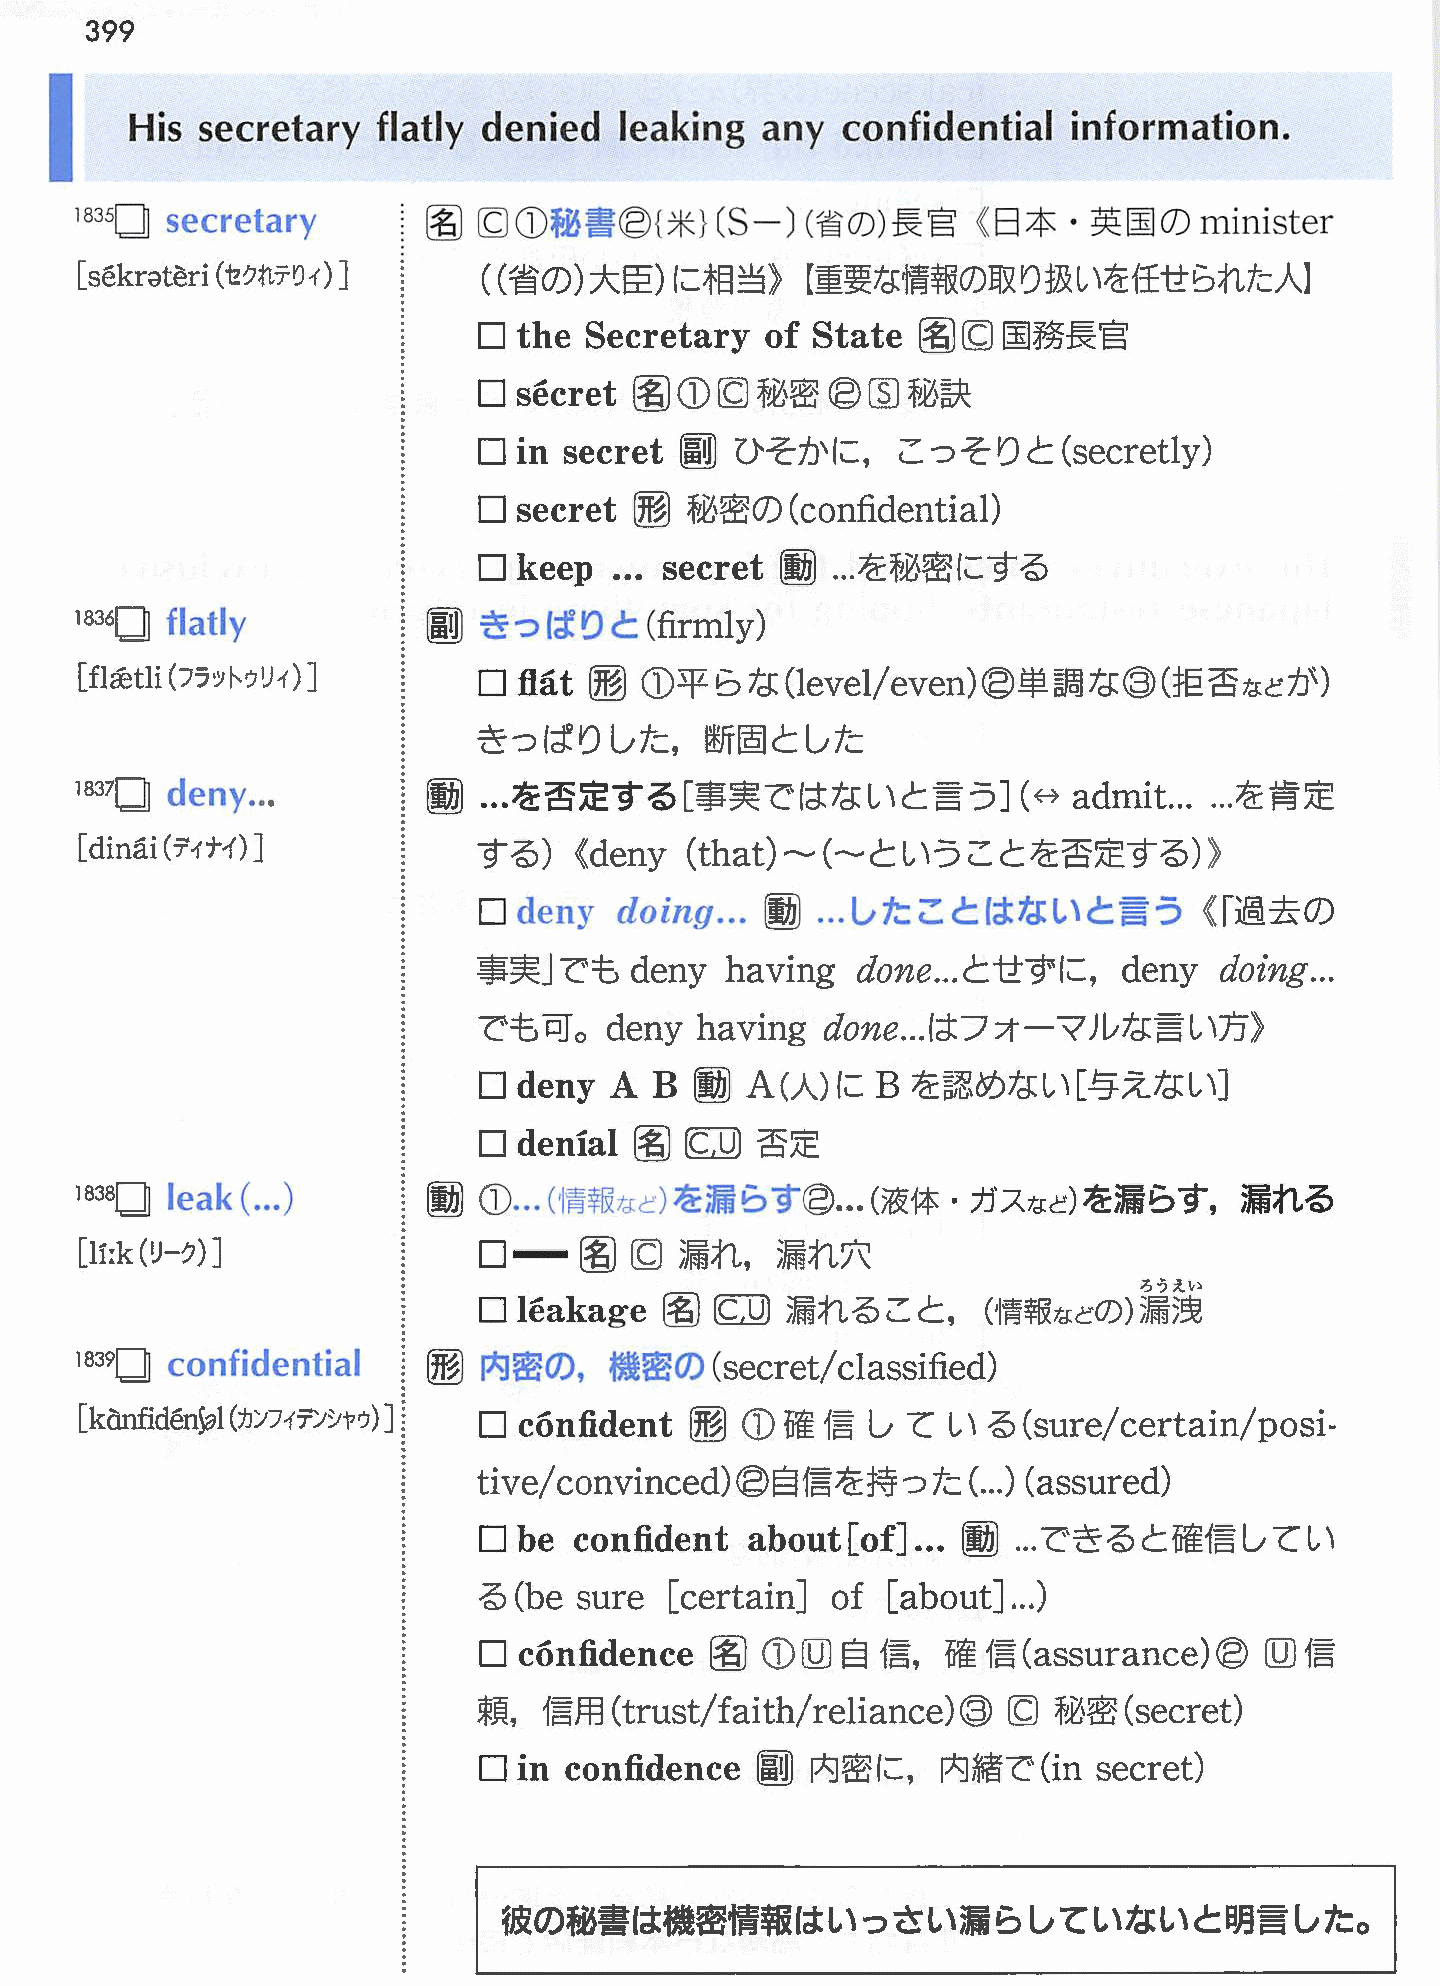 399
His secretary flatly denied leaking any confidential information.
1835 □ secretary
[sékrətèri(セクれテりィ)]
名 C ①秘書②{米}(S―)(省の)長官《日本・英国の minister
((省の)大臣)に相当》【重要な情報の取り扱いを任せられた人】
□ the Secretary of State 名 C 国務長官
□ sécret 名 ① C 秘密 ② S 秘訣
□ in secret 副 ひそかに，こっそりと(secretly)
□ secret 形 秘密の(confidential)
□ keep ... secret 動 ...を秘密にする
1836 □ flatly
[flǽtli(フラットゥリィ)]
副 きっぱりと(firmly)
□ flát 形 ①平らな(level/even)②単調な③(拒否などが)
きっぱりした，断固とした
1837 □ deny...
[dinái(ディナイ)]
動 ...を否定する[事実ではないと言う](↔ admit... ...を肯定
する)《deny (that)～(～ということを否定する)》
□ deny doing... 動 ...したことはないと言う《「過去の
事実」でも deny having done...とせずに，deny doing...
でも可。deny having done...はフォーマルな言い方》
□ deny A B 動 A(人)に B を認めない[与えない]
□ deníal 名 C,U 否定
1838 □ leak(...)
[líːk(リーク)]
動 ①...(情報など)を漏らす②...(液体・ガスなど)を漏らす，漏れる
□ ━ 名 C 漏れ，漏れ穴
ろうえい
□ léakage 名 C,U 漏れること，(情報などの)漏洩
1839 □ confidential
[kὰnfidénʃəl(カンフィデンシャゥ)]
形 内密の，機密の(secret/classified)
□ cónfident 形 ①確信している(sure/certain/posi-
tive/convinced)②自信を持った(...)(assured)
□ be confident about[of]... 動 ...できると確信してい
る(be sure [certain] of [about]...)
□ cónfidence 名 ① U 自信，確信(assurance)② U 信
頼，信用(trust/faith/reliance)③ C 秘密(secret)
□ in confidence 副 内密に，内緒で(in secret)
彼の秘書は機密情報はいっさい漏らしていないと明言した。